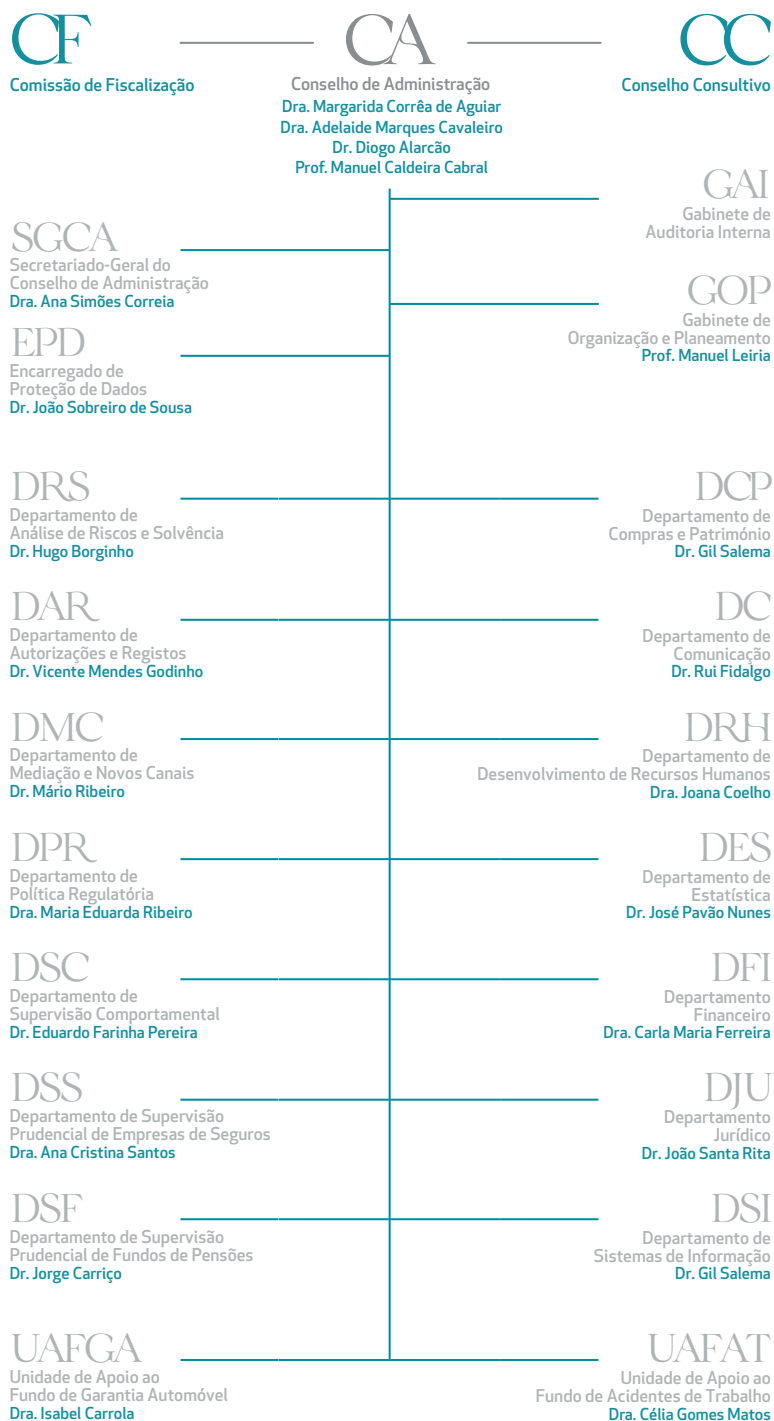 CF
Comissão de Fiscalização
CA
Conselho de Administração
Dra. Margarida Corrêa de Aguiar
Dra. Adelaide Marques Cavaleiro
Dr. Diogo Alarcão
Prof. Manuel Caldeira Cabral
CC
Conselho Consultivo
GAI
Gabinete de
Auditoria Interna
SGCA
Secretariado-Geral do
Conselho de Administração
Dra. Ana Simões Correia
GOP
Gabinete de
Organização e Planeamento
Prof. Manuel Leiria
EPD
Encarregado de
Proteção de Dados
Dr. João Sobreiro de Sousa
DRS
Departamento de
Análise de Riscos e Solvência
Dr. Hugo Borginho
DCP
Departamento de
Compras e Património
Dr. Gil Salema
DAR
Departamento de
Autorizações e Registos
Dr. Vicente Mendes Godinho
DC
Departamento de
Comunicação
Dr. Rui Fidalgo
DMC
Departamento de
Mediação e Novos Canais
Dr. Mário Ribeiro
DRH
Departamento de
Desenvolvimento de Recursos Humanos
Dra. Joana Coelho
DPR
Departamento de
Política Regulatória
Dra. Maria Eduarda Ribeiro
DES
Departamento de
Estatística
Dr. José Pavão Nunes
DSC
Departamento de
Supervisão Comportamental
Dr. Eduardo Farinha Pereira
DFI
Departamento
Financeiro
Dra. Carla Maria Ferreira
DSS
Departamento de Supervisão
Prudencial de Empresas de Seguros
Dra. Ana Cristina Santos
DJU
Departamento
Jurídico
Dr. João Santa Rita
DSF
Departamento de Supervisão
Prudencial de Fundos de Pensões
Dr. Jorge Carriço
DSI
Departamento de
Sistemas de Informação
Dr. Gil Salema
UAFGA
Unidade de Apoio ao
Fundo de Garantia Automóvel
Dra. Isabel Carrola
UAFAT
Unidade de Apoio ao
Fundo de Acidentes de Trabalho
Dra. Célia Gomes Matos